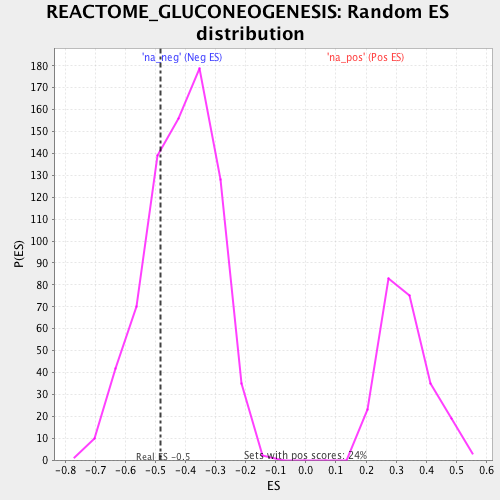 REACTOME_GLUCONEOGENESIS: Random ES
distribution
'na_neg' (Neg ES)
'na_pos' (Pos ES)
180
170
160
150
140
130
120
110
100
90
80
70
60
50
40
30
20
10
0
P(ES)
Real ES -0.5
Sets with pos scores: 24%
-0.8 -0.7 -0.6 -0.5 -0.4 -0.3 -0.2 -0.1 0.0 0.1 0.2 0.3 0.4 0.5 0.6
ES